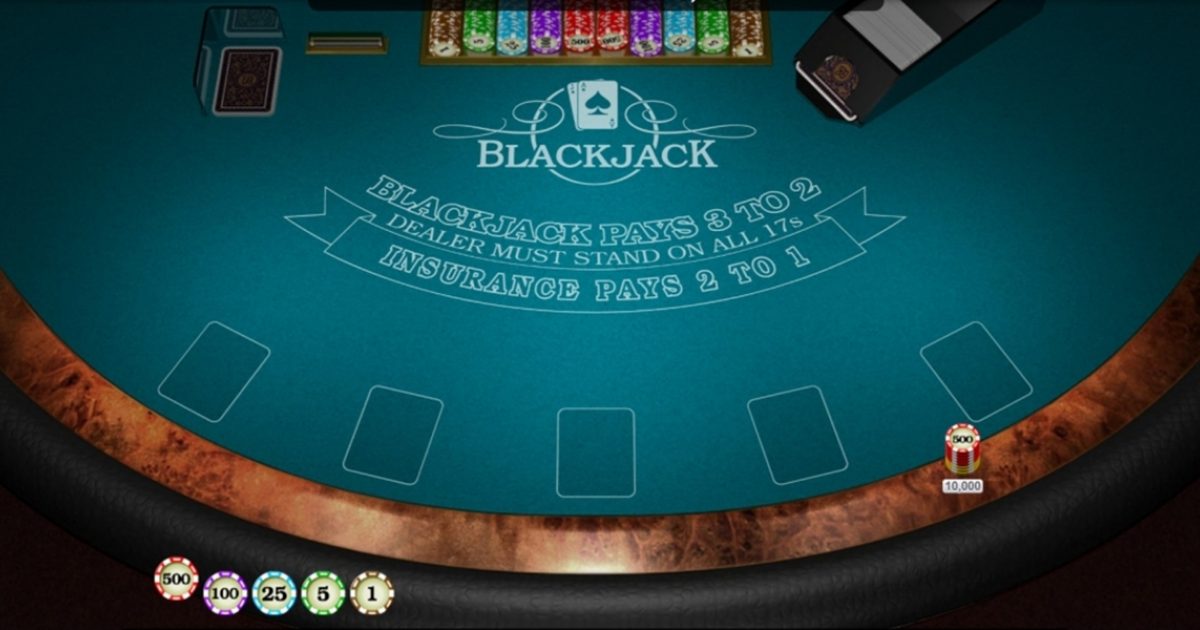 BLACKJACK
BLACKJACK PAYS 3 TO 2
DEALER MUST STAND ON ALL 17s
INSURANCE PAYS 2 TO 1
500
10,000
500
100
25
5
1